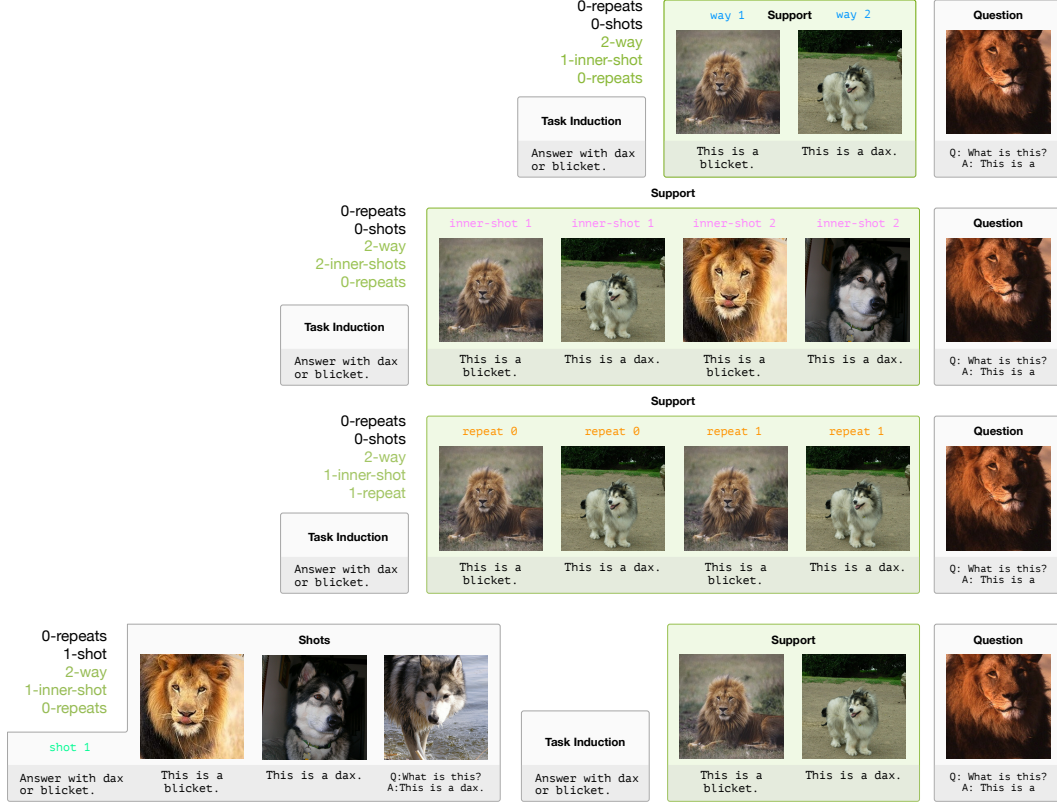 0-repeats
0-shots
2-way
1-inner-shot
0-repeats
Task Induction
Answer with dax
or blicket.
way 1 Support way 2
This is a
blicket.
This is a dax.
Question
Q: What is this?
A: This is a
Support
0-repeats
0-shots
2-way
2-inner-shots
0-repeats
Task Induction
Answer with dax
or blicket.
inner-shot 1 inner-shot 1 inner-shot 2 inner-shot 2
This is a
blicket.
This is a dax.
This is a
blicket.
This is a dax.
Question
Q: What is this?
A: This is a
Support
0-repeats
0-shots
2-way
1-inner-shot
1-repeat
Task Induction
Answer with dax
or blicket.
repeat 0 repeat 0 repeat 1 repeat 1
This is a
blicket.
This is a dax.
This is a
blicket.
This is a dax.
Question
Q: What is this?
A: This is a
0-repeats
1-shot
2-way
1-inner-shot
0-repeats
shot 1
Answer with dax
or blicket.
Shots
This is a
blicket.
This is a dax.
Q:What is this?
A:This is a dax.
Task Induction
Answer with dax
or blicket.
Support
This is a
blicket.
This is a dax.
Question
Q: What is this?
A: This is a